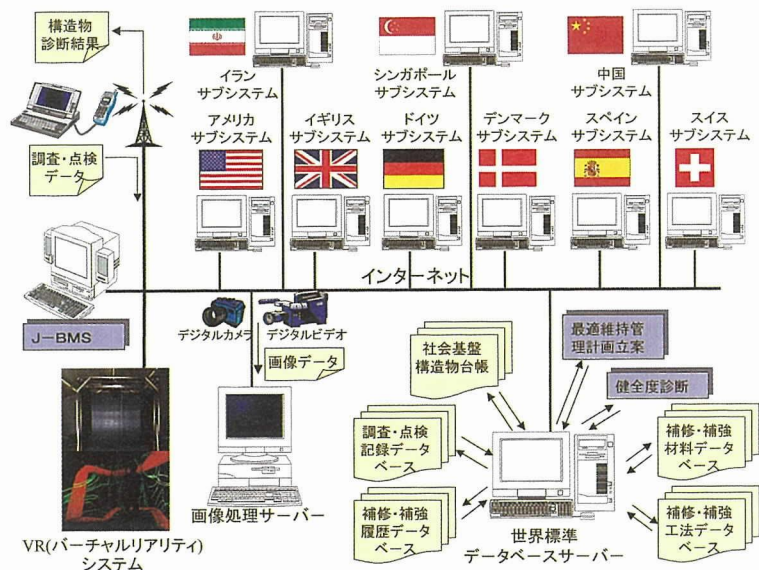 構造物
診断結果
イラン
サブシステム
シンガポール
サブシステム
中国
サブシステム
アメリカ
サブシステム
イギリス
サブシステム
ドイツ
サブシステム
デンマーク
サブシステム
スペイン
サブシステム
スイス
サブシステム
調査・点検
データ
インターネット
J－BMS
デジタルカメラ
デジタルビデオ
画像データ
社会基盤
構造物台帳
最適維持管
理計画立案
健全度診断
調査・点検
記録データ
ベース
補修・補強
材料データ
ベース
補修・補強
履歴データ
ベース
補修・補強
工法データ
ベース
画像処理サーバー
世界標準
データベースサーバー
VR(バーチャルリアリティ)
システム